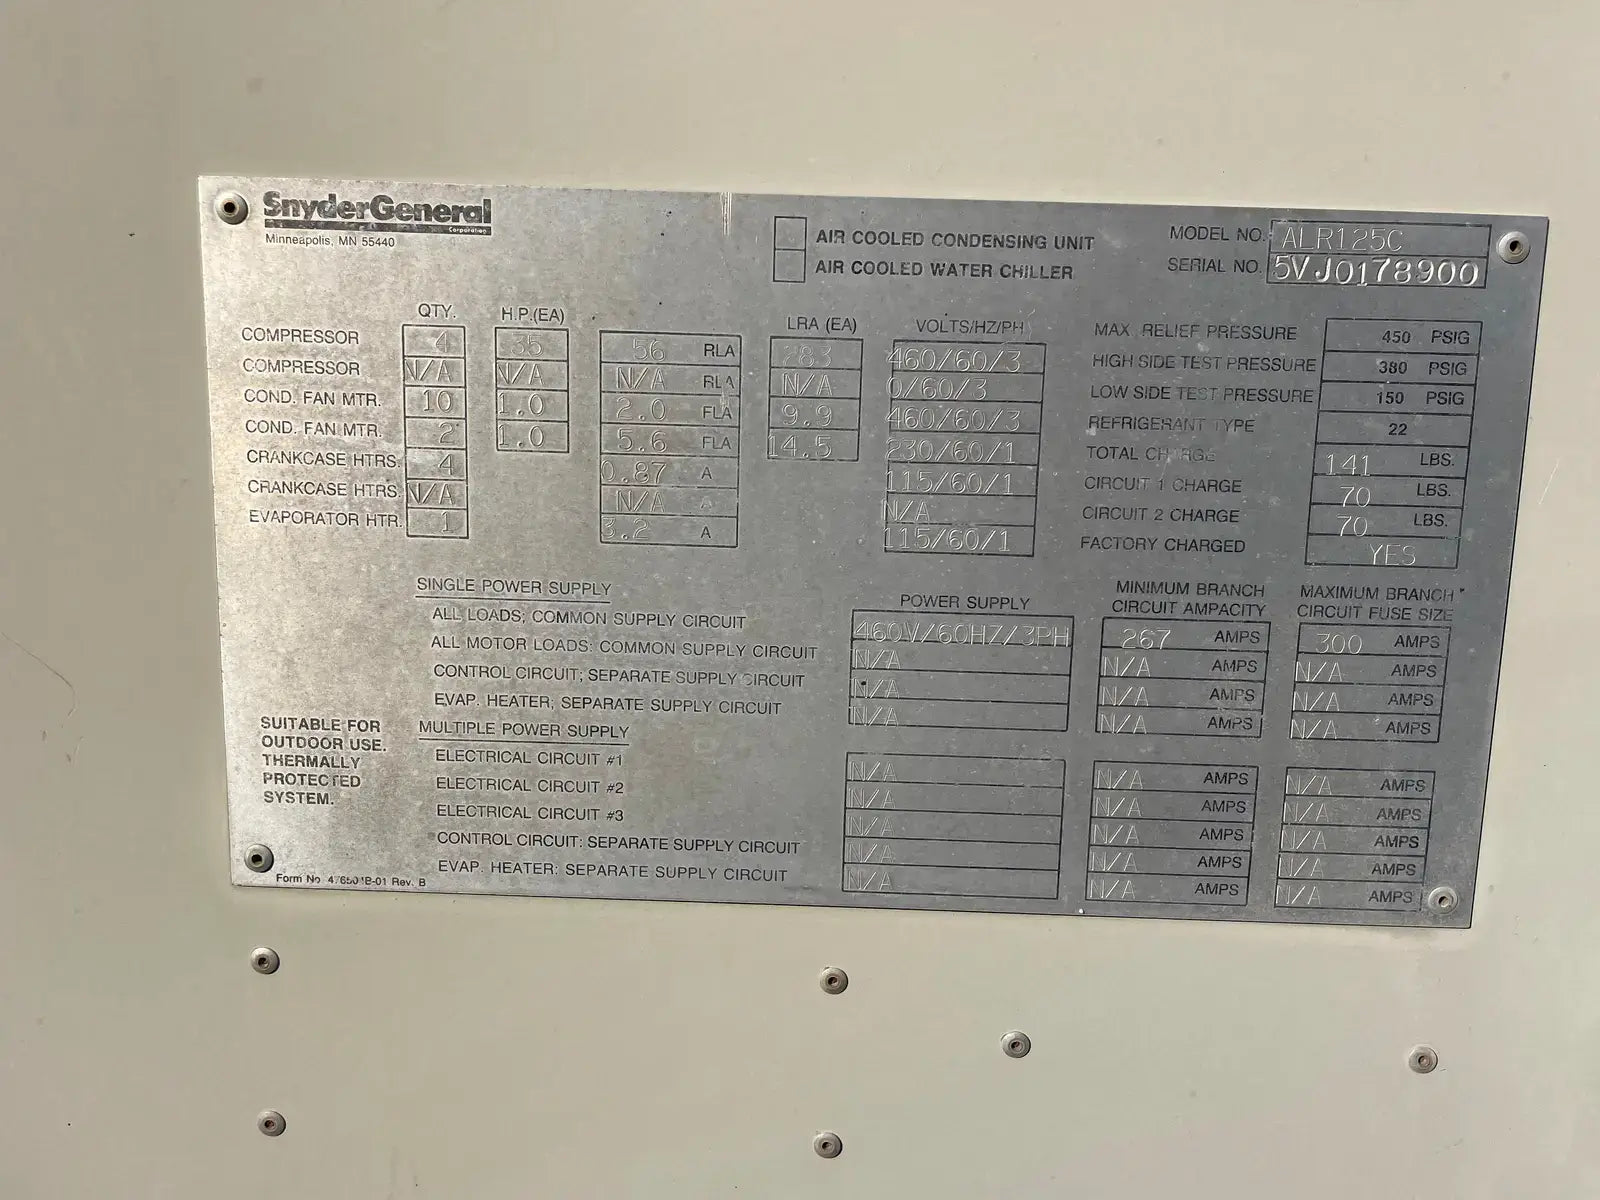 SnyderGeneral
Corporation
Minneapolis, MN 55440
AIR COOLED CONDENSING UNIT
AIR COOLED WATER CHILLER
MODEL NO. ALR125C
SERIAL NO. 5VJ0178900
QTY. H.P.(EA) LRA (EA) VOLTS/HZ/PH
COMPRESSOR 4 35 56 RLA 283 460/60/3
COMPRESSOR N/A N/A N/A RLA N/A 0/60/3
COND. FAN MTR. 10 1.0 2.0 FLA 9.9 460/60/3
COND. FAN MTR. 2 1.0 5.6 FLA 14.5 230/60/1
CRANKCASE HTRS. 4 0.87 A 115/60/1
CRANKCASE HTRS. N/A N/A A N/A
EVAPORATOR HTR. 1 3.2 A 115/60/1
MAX. RELIEF PRESSURE 450 PSIG
HIGH SIDE TEST PRESSURE 380 PSIG
LOW SIDE TEST PRESSURE 150 PSIG
REFRIGERANT TYPE 22
TOTAL CHARGE 141 LBS.
CIRCUIT 1 CHARGE 70 LBS.
CIRCUIT 2 CHARGE 70 LBS.
FACTORY CHARGED YES
SINGLE POWER SUPPLY
POWER SUPPLY
MINIMUM BRANCH CIRCUIT AMPACITY
MAXIMUM BRANCH CIRCUIT FUSE SIZE
ALL LOADS; COMMON SUPPLY CIRCUIT 460V/60HZ/3PH 267 AMPS 300 AMPS
ALL MOTOR LOADS: COMMON SUPPLY CIRCUIT N/A N/A AMPS N/A AMPS
CONTROL CIRCUIT; SEPARATE SUPPLY CIRCUIT N/A N/A AMPS N/A AMPS
EVAP. HEATER; SEPARATE SUPPLY CIRCUIT N/A N/A AMPS N/A AMPS
MULTIPLE POWER SUPPLY
ELECTRICAL CIRCUIT #1 N/A N/A AMPS N/A AMPS
ELECTRICAL CIRCUIT #2 N/A N/A AMPS N/A AMPS
ELECTRICAL CIRCUIT #3 N/A N/A AMPS N/A AMPS
CONTROL CIRCUIT: SEPARATE SUPPLY CIRCUIT N/A N/A AMPS N/A AMPS
EVAP. HEATER: SEPARATE SUPPLY CIRCUIT N/A N/A AMPS N/A AMPS
SUITABLE FOR
OUTDOOR USE.
THERMALLY
PROTECTED
SYSTEM.
Form No Rev. B